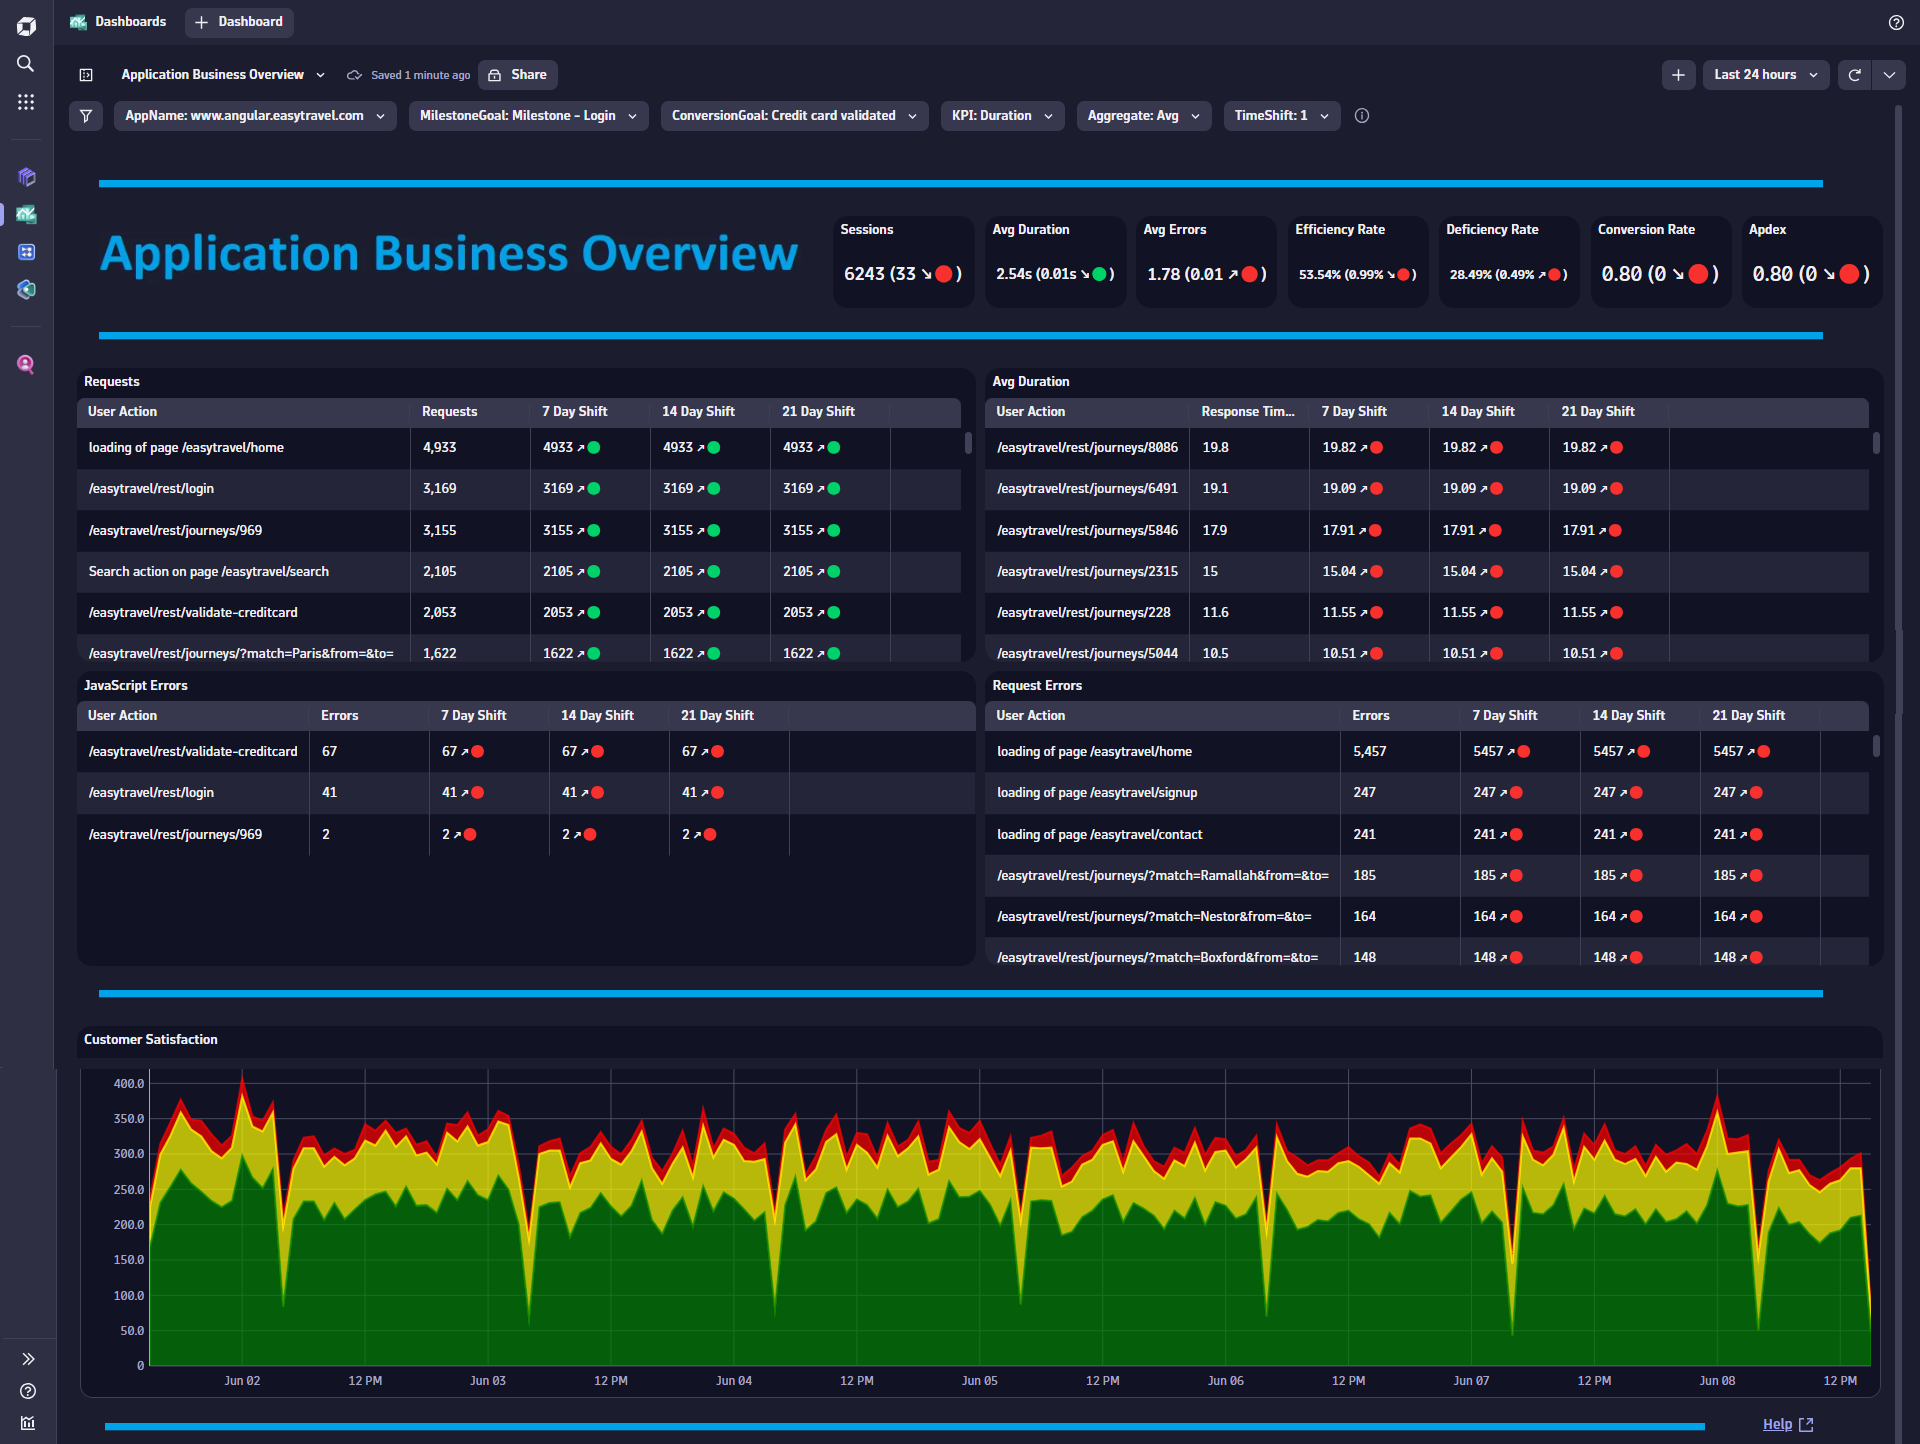 Dashboards
Dashboard
Application Business Overview
Saved 1 minute ago
Share
Last 24 hours
AppName: www.angular.easytravel.com
MilestoneGoal: Milestone - Login
ConversionGoal: Credit card validated
KPI: Duration
Aggregate: Avg
TimeShift: 1
Application Business Overview
Sessions
6243 (33 ↘ )
Avg Duration
2.54s (0.01s ↘ )
Avg Errors
1.78 (0.01 ↗ )
Efficiency Rate
53.54% (0.99% ↘ )
Deficiency Rate
28.49% (0.49% ↗ )
Conversion Rate
0.80 (0 ↘ )
Apdex
0.80 (0 ↘ )
Requests
User Action Requests 7 Day Shift 14 Day Shift 21 Day Shift
loading of page /easytravel/home 4,933 4933 ↗ 4933 ↗ 4933 ↗
/easytravel/rest/login 3,169 3169 ↗ 3169 ↗ 3169 ↗
/easytravel/rest/journeys/969 3,155 3155 ↗ 3155 ↗ 3155 ↗
Search action on page /easytravel/search 2,105 2105 ↗ 2105 ↗ 2105 ↗
/easytravel/rest/validate-creditcard 2,053 2053 ↗ 2053 ↗ 2053 ↗
/easytravel/rest/journeys/?match=Paris&from=&to= 1,622 1622 ↗ 1622 ↗ 1622 ↗
Avg Duration
User Action Response Tim... 7 Day Shift 14 Day Shift 21 Day Shift
/easytravel/rest/journeys/8086 19.8 19.82 ↗ 19.82 ↗ 19.82 ↗
/easytravel/rest/journeys/6491 19.1 19.09 ↗ 19.09 ↗ 19.09 ↗
/easytravel/rest/journeys/5846 17.9 17.91 ↗ 17.91 ↗ 17.91 ↗
/easytravel/rest/journeys/2315 15 15.04 ↗ 15.04 ↗ 15.04 ↗
/easytravel/rest/journeys/228 11.6 11.55 ↗ 11.55 ↗ 11.55 ↗
/easytravel/rest/journeys/5044 10.5 10.51 ↗ 10.51 ↗ 10.51 ↗
JavaScript Errors
User Action Errors 7 Day Shift 14 Day Shift 21 Day Shift
/easytravel/rest/validate-creditcard 67 67 ↗ 67 ↗ 67 ↗
/easytravel/rest/login 41 41 ↗ 41 ↗ 41 ↗
/easytravel/rest/journeys/969 2 2 ↗ 2 ↗ 2 ↗
Request Errors
User Action Errors 7 Day Shift 14 Day Shift 21 Day Shift
loading of page /easytravel/home 5,457 5457 ↗ 5457 ↗ 5457 ↗
loading of page /easytravel/signup 247 247 ↗ 247 ↗ 247 ↗
loading of page /easytravel/contact 241 241 ↗ 241 ↗ 241 ↗
/easytravel/rest/journeys/?match=Ramallah&from=&to= 185 185 ↗ 185 ↗ 185 ↗
/easytravel/rest/journeys/?match=Nestor&from=&to= 164 164 ↗ 164 ↗ 164 ↗
/easytravel/rest/journeys/?match=Boxford&from=&to= 148 148 ↗ 148 ↗ 148 ↗
Customer Satisfaction
400.0
350.0
300.0
250.0
200.0
150.0
100.0
50.0
0
Jun 02 12 PM Jun 03 12 PM Jun 04 12 PM Jun 05 12 PM Jun 06 12 PM Jun 07 12 PM Jun 08 12 PM
Help